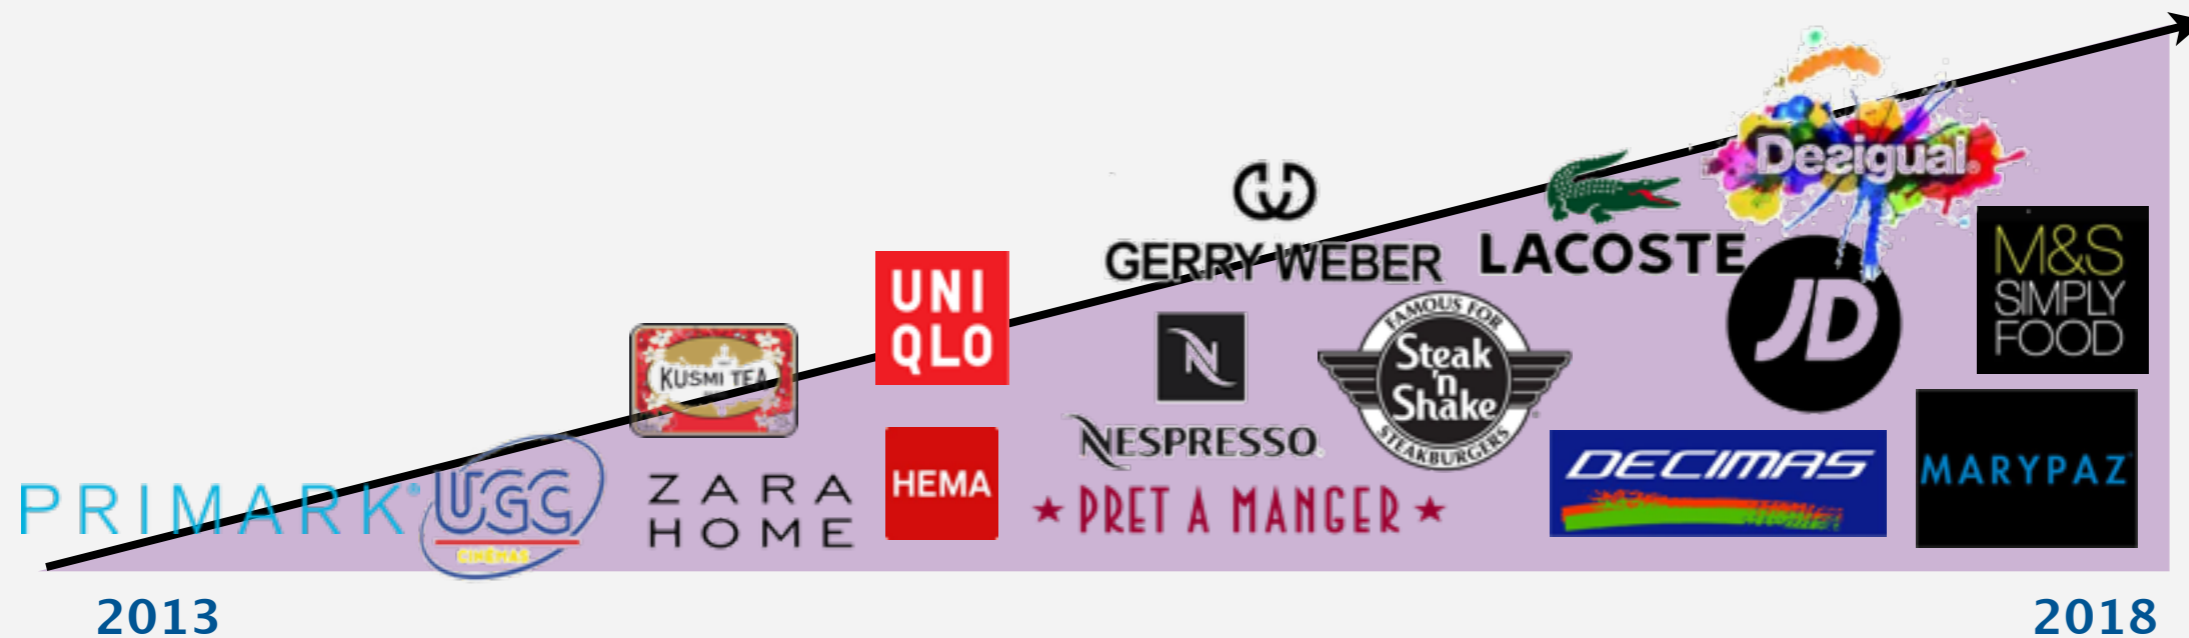 PRIMARK
UGC
CINÉMAS
KUSMI TEA
ZARA
HOME
UNI
QLO
HEMA
GERRY WEBER
NESPRESSO
PRET A MANGER
FAMOUS FOR
Steak
'n
Shake
STEAKBURGERS
LACOSTE
Desigual
JD
DECIMAS
M&S
SIMPLY
FOOD
MARYPAZ
2013
2018